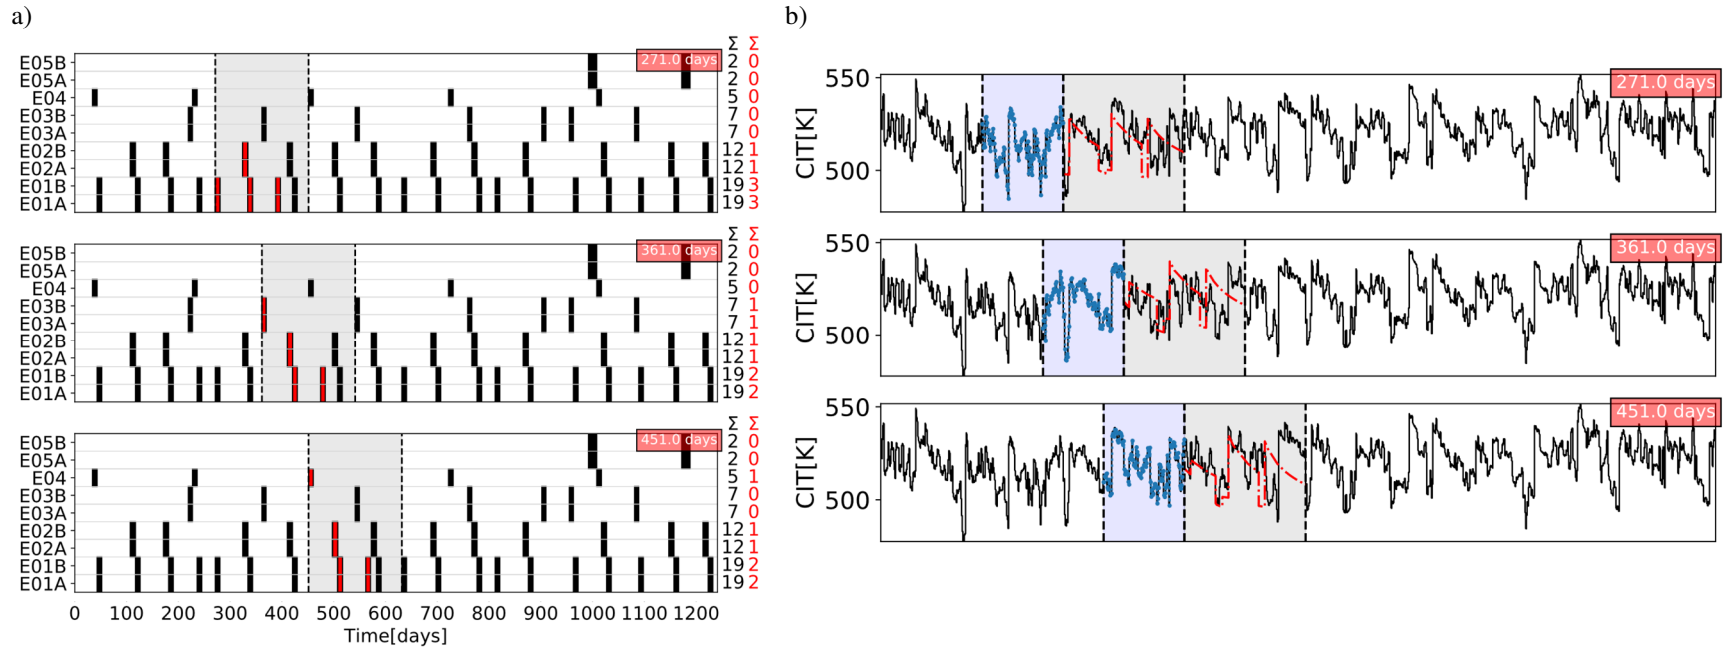 a)
Σ Σ
271.0 days
E05B 2 0
E05A 2 0
E04 5 0
E03B 7 0
E03A 7 0
E02B 12 1
E02A 12 1
E01B 19 3
E01A 19 3
Σ Σ
361.0 days
E05B 2 0
E05A 2 0
E04 5 0
E03B 7 1
E03A 7 1
E02B 12 1
E02A 12 1
E01B 19 2
E01A 19 2
Σ Σ
451.0 days
E05B 2 0
E05A 2 0
E04 5 1
E03B 7 0
E03A 7 0
E02B 12 1
E02A 12 1
E01B 19 2
E01A 19 2
0 100 200 300 400 500 600 700 800 900 1000 1100 1200
Time[days]
b)
550
271.0 days
500
CIT[K]
550
361.0 days
500
CIT[K]
550
451.0 days
500
CIT[K]